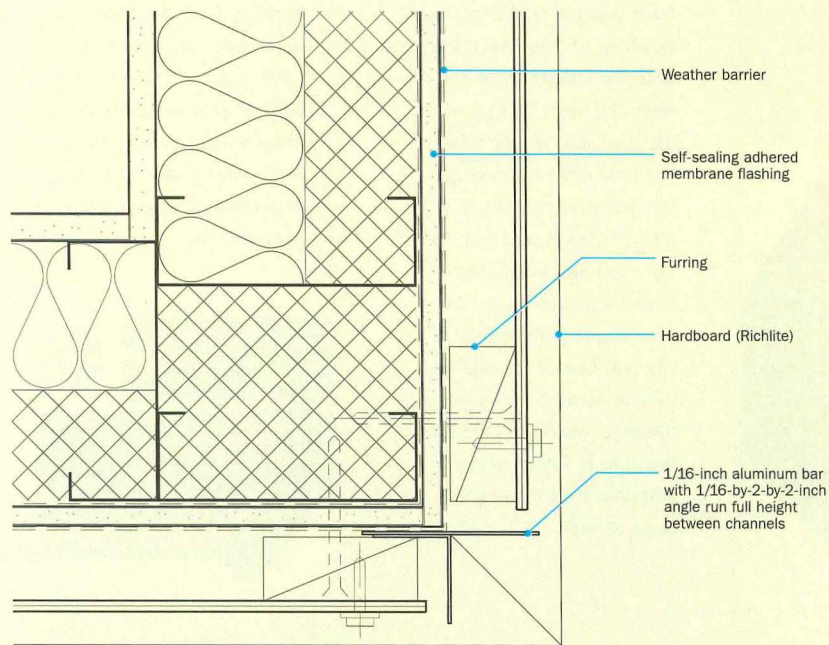 Weather barrier
Self-sealing adhered
membrane flashing
Furring
Hardboard (Richlite)
1/16-inch aluminum bar
with 1/16-by-2-by-2-inch
angle run full height
between channels